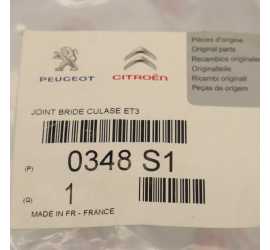 Pièces d'origine
Original parts
Recambios originales
Originalteile
Ricambi originali
Peças de origem
PEUGEOT CITROËN
JOINT BRIDE CULASE ET3
(P) 0348 S1
(Q) 1
MADE IN FR - FRANCE